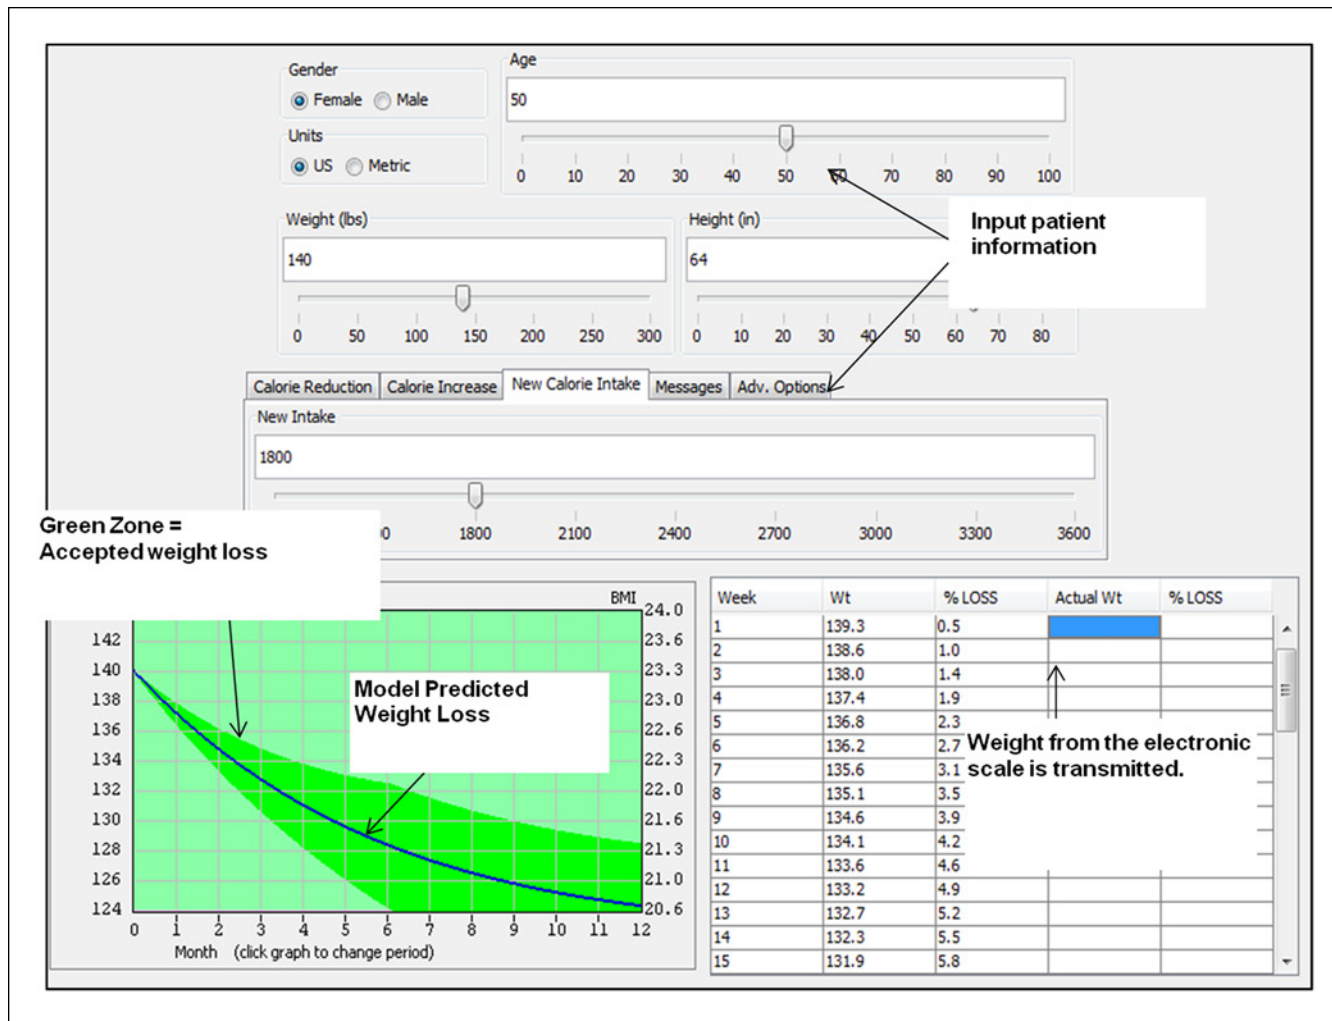 Gender
Female Male
Units
US Metric
Age
50
0 10 20 30 40 50 60 70 80 90 100
Weight (lbs)
140
0 50 100 150 200 250 300
Height (in)
64
0 10 20 30 40 50 60 70 80
Input patient
information
Calorie Reduction Calorie Increase New Calorie Intake Messages Adv. Options
New Intake
1800
0 1800 2100 2400 2700 3000 3300 3600
Green Zone =
Accepted weight loss
BMI
24.0
142 23.6
140 23.3
138 23.0
136 22.6
134 22.3
132 22.0
130 21.6
128 21.3
126 21.0
124 20.6
0 1 2 3 4 5 6 7 8 9 10 11 12
Month (click graph to change period)
Model Predicted
Weight Loss
Week Wt % LOSS Actual Wt % LOSS
1 139.3 0.5
2 138.6 1.0
3 138.0 1.4
4 137.4 1.9
5 136.8 2.3
6 136.2 2.7
7 135.6 3.1
8 135.1 3.5
9 134.6 3.9
10 134.1 4.2
11 133.6 4.6
12 133.2 4.9
13 132.7 5.2
14 132.3 5.5
15 131.9 5.8
Weight from the electronic
scale is transmitted.